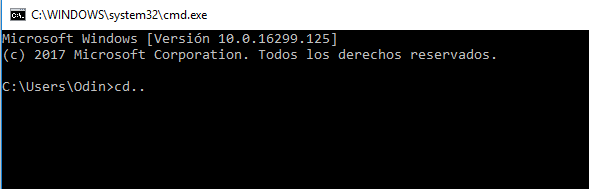 C:\WINDOWS\system32\cmd.exe
Microsoft Windows [Versión 10.0.16299.125]
(c) 2017 Microsoft Corporation. Todos los derechos reservados.
C:\Users\Odin>cd..